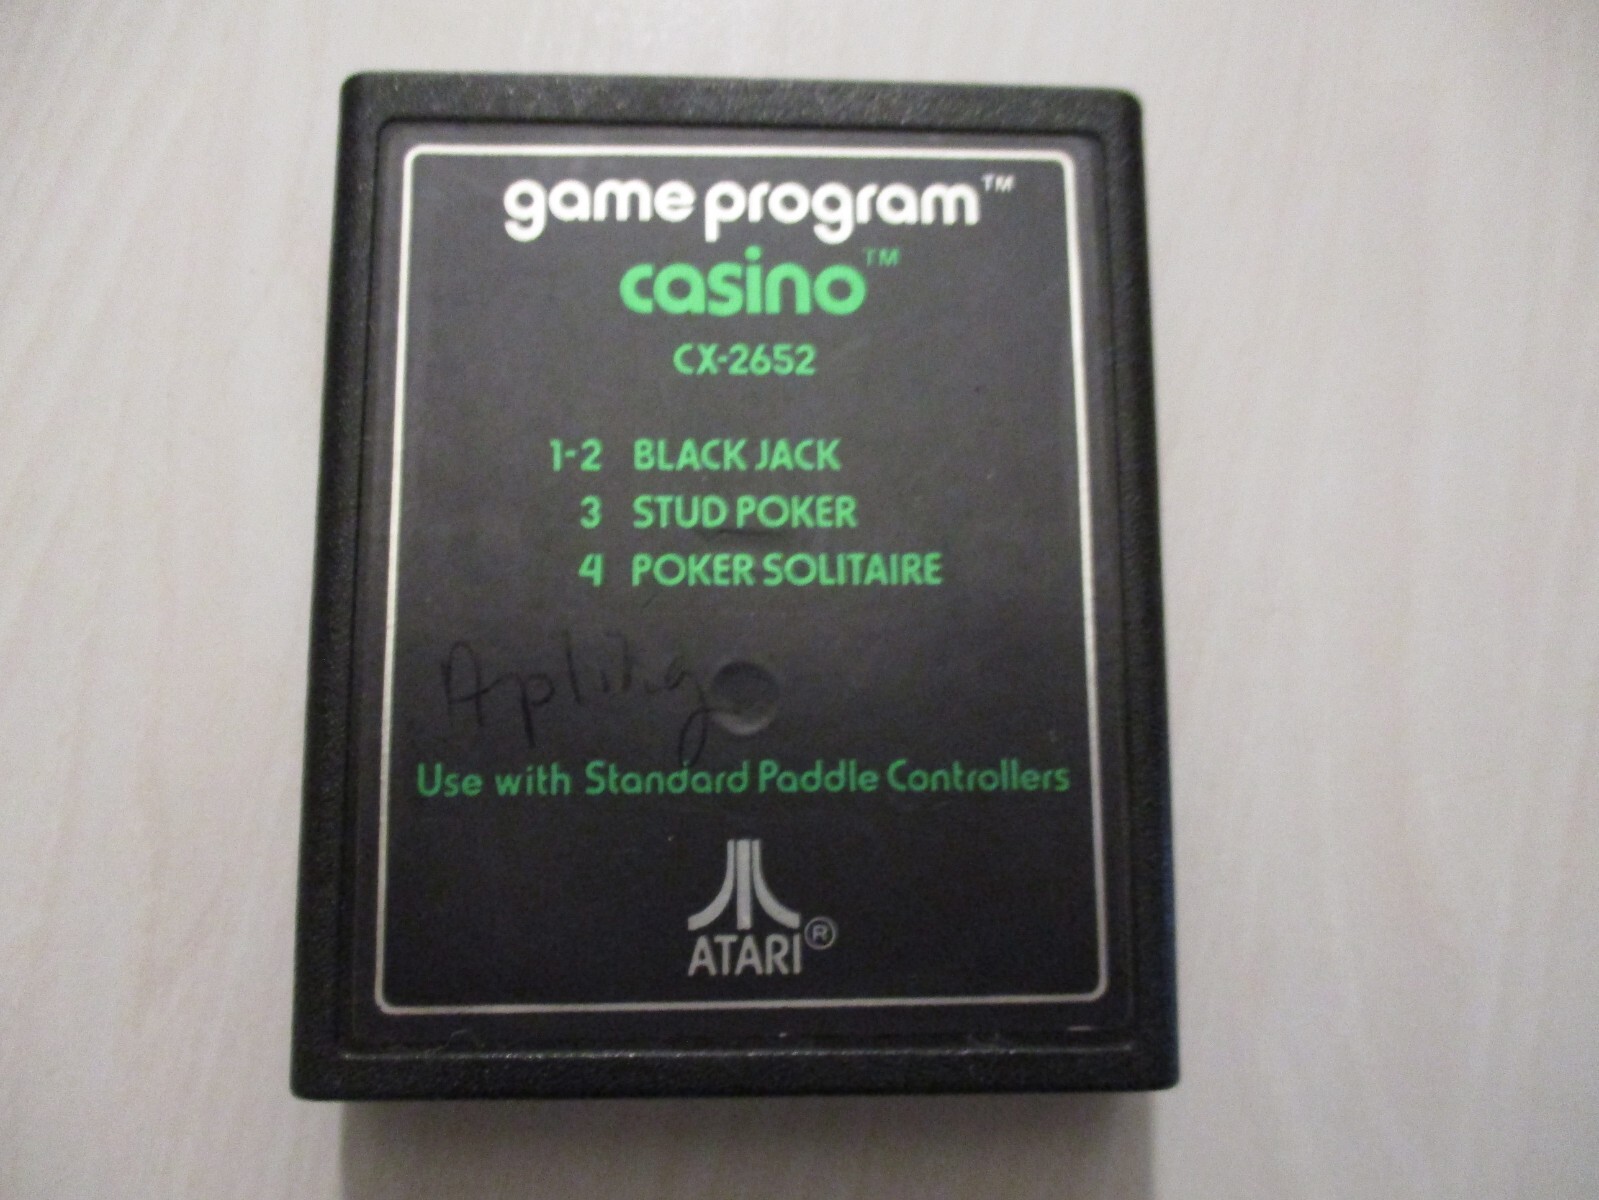 game program™
casino™
CX-2652
1-2 BLACK JACK
3 STUD POKER
4 POKER SOLITAIRE
Use with Standard Paddle Controllers
ATARI®